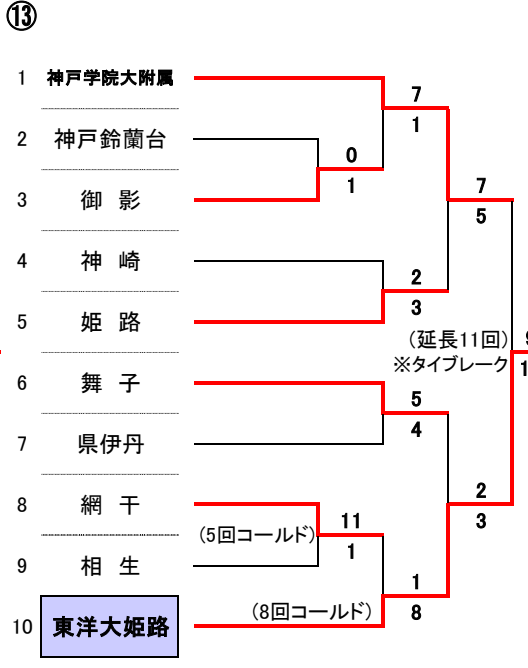 ⑬
1 神戸学院大附属
7
1
2 神戸鈴蘭台
0
1
3 御 影
7
5
4 神 崎
2
3
5 姫 路
(延長11回)
※タイブレーク
6 舞 子
5
4
7 県伊丹
8 網 干
11
1
(5回コールド)
2
3
9 相 生
1
8
(8回コールド)
10 東洋大姫路